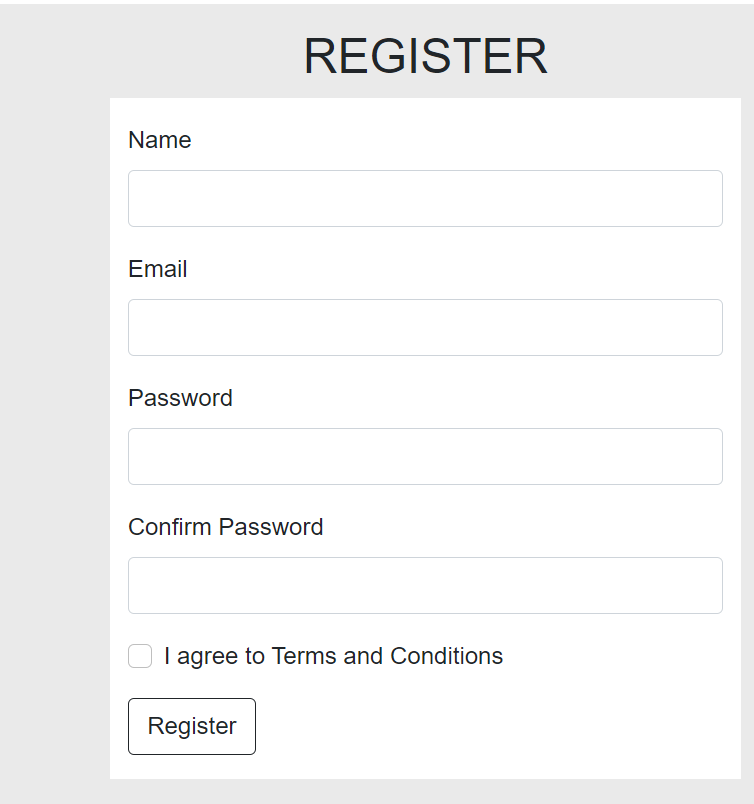 REGISTER
Name
Email
Password
Confirm Password
I agree to Terms and Conditions
Register